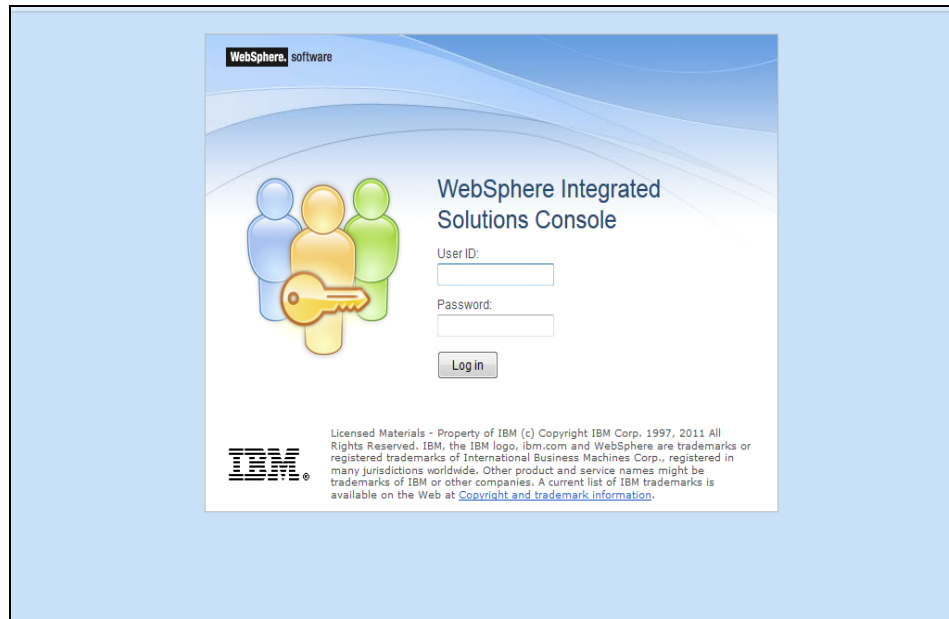 WebSphere. software
WebSphere Integrated
Solutions Console
User ID:
Password:
Log in
Licensed Materials - Property of IBM (c) Copyright IBM Corp. 1997, 2011 All
Rights Reserved. IBM, the IBM logo, ibm.com and WebSphere are trademarks or
registered trademarks of International Business Machines Corp., registered in
many jurisdictions worldwide. Other product and service names might be
trademarks of IBM or other companies. A current list of IBM trademarks is
available on the Web at Copyright and trademark information.
IBM®